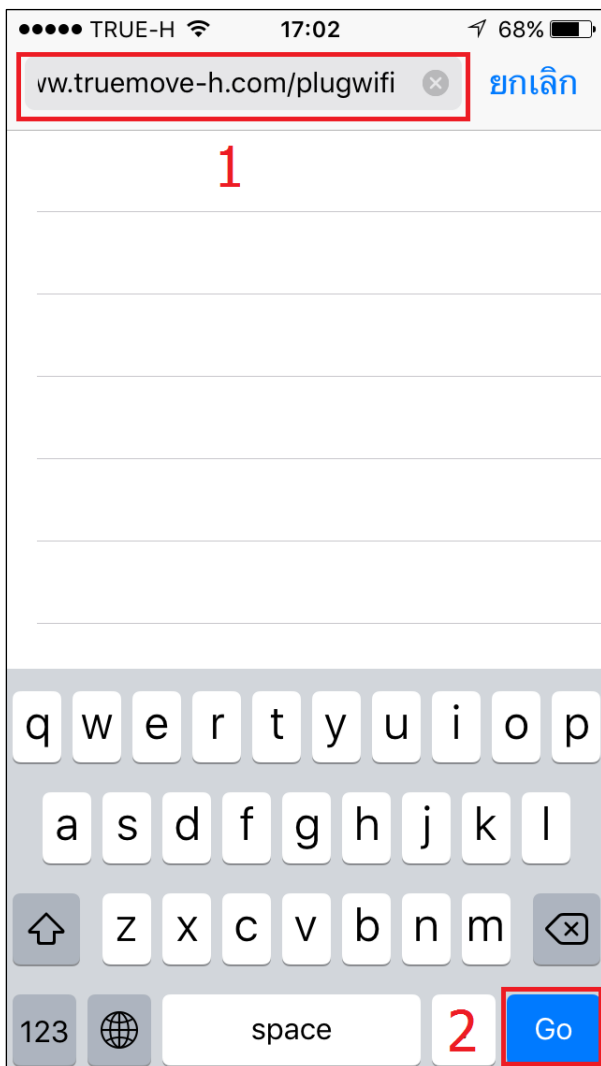 TRUE-H 17:02 68%
vw.truemove-h.com/plugwifi ยกเลิก
1
q w e r t y u i o p
a s d f g h j k l
z x c v b n m
123 space 2 Go